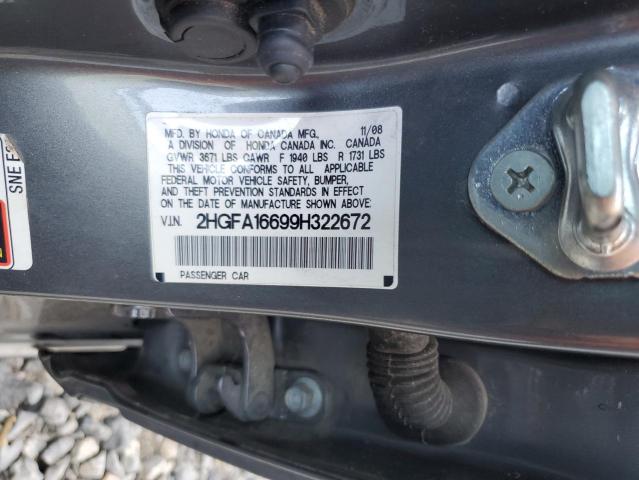 MFD. BY HONDA OF CANADA MFG. 11/08
A DIVISION OF HONDA CANADA INC. CANADA
GVWR 3671 LBS GAWR F 1940 LBS R 1731 LBS
THIS VEHICLE CONFORMS TO ALL APPLICABLE
FEDERAL MOTOR VEHICLE SAFETY, BUMPER,
AND THEFT PREVENTION STANDARDS IN EFFECT
ON THE DATE OF MANUFACTURE SHOWN ABOVE:
V.I.N. 2HGFA16699H322672
PASSENGER CAR